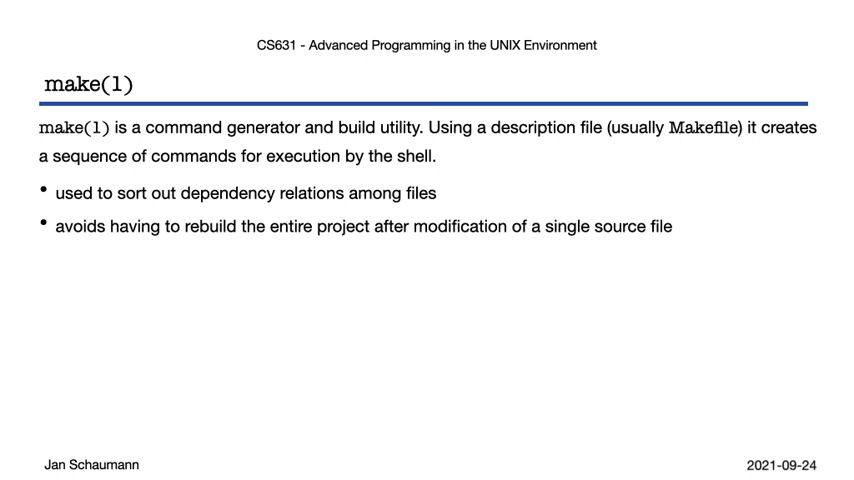 CS631 - Advanced Programming in the UNIX Environment
make(1)
make(1) is a command generator and build utility. Using a description file (usually Makefile) it creates
a sequence of commands for execution by the shell.
• used to sort out dependency relations among files
• avoids having to rebuild the entire project after modification of a single source file
Jan Schaumann
2021-09-24